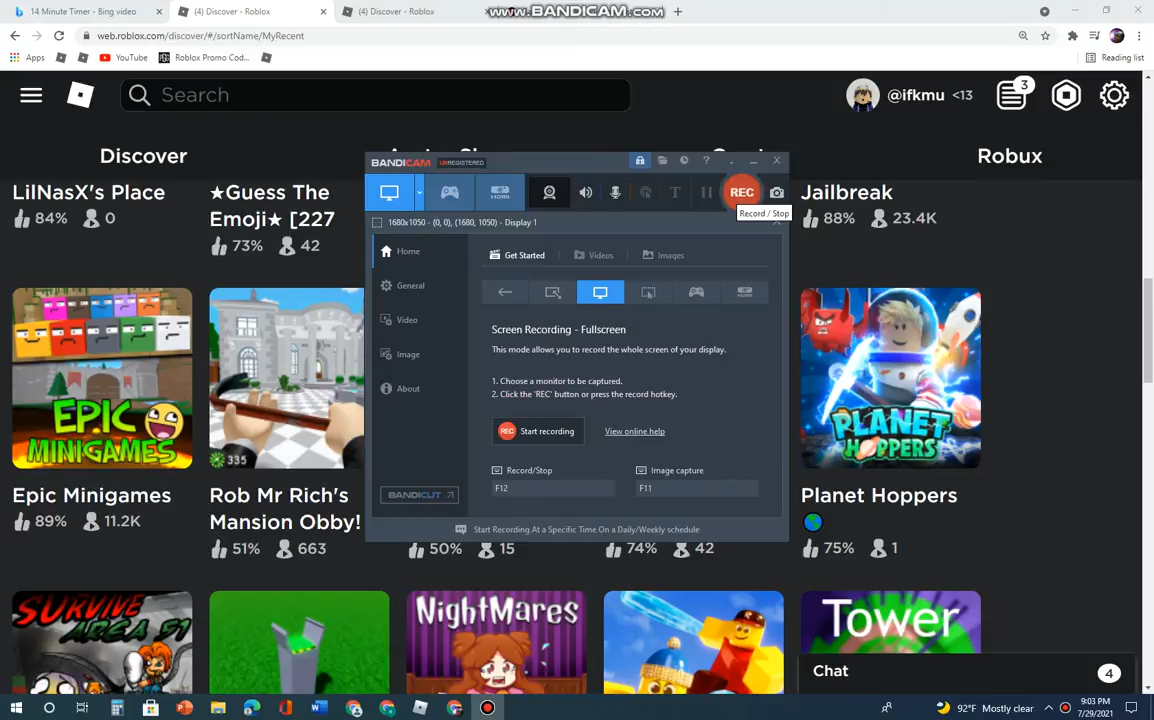 14 Minute Timer - Bing video
(4) Discover - Roblox
(4) Discover - Roblox
www.BANDICAM.com
web.roblox.com/discover/#/sortName/MyRecent
Apps
YouTube
Roblox Promo Cod...
Reading list
Search
@ifkmu <13
3
Discover
Robux
LilNasX's Place
84% 0
★Guess The
Emoji★ [227
73% 42
Jailbreak
88% 23.4K
BANDICAM UNREGISTERED
HDMI
REC
Record / Stop
1680x1050 - (0, 0), (1680, 1050) - Display 1
Home
General
Video
Image
About
BANDICUT
Get Started
Videos
Images
Screen Recording - Fullscreen
This mode allows you to record the whole screen of your display.
1. Choose a monitor to be captured.
2. Click the 'REC' button or press the record hotkey.
REC Start recording
View online help
Record/Stop
F12
Image capture
F11
Start Recording At a Specific Time On a Daily/Weekly schedule
EPIC
MINIGAMES
335
PLANET
HOPPERS
Epic Minigames
89% 11.2K
Rob Mr Rich's
Mansion Obby!
51% 663
50% 15
74% 42
Planet Hoppers
75% 1
SURVIVE
AREA 51
NIGHTMARES
Tower
Chat
4
92°F Mostly clear
9:03 PM
7/29/2021